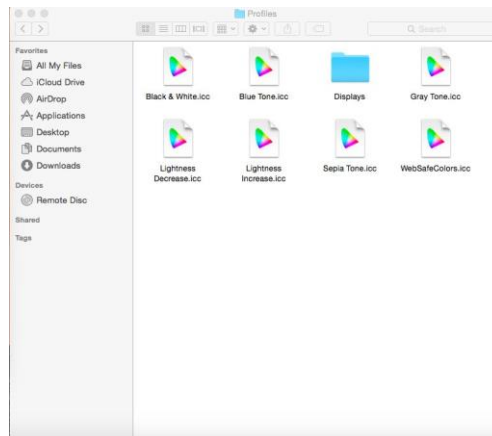 Profiles
Search
Favorites
All My Files
iCloud Drive
AirDrop
Applications
Desktop
Documents
Downloads
Devices
Remote Disc
Shared
Tags
Black & White.icc
Blue Tone.icc
Displays
Gray Tone.icc
Lightness
Decrease.icc
Lightness
Increase.icc
Sepia Tone.icc
WebSafeColors.icc